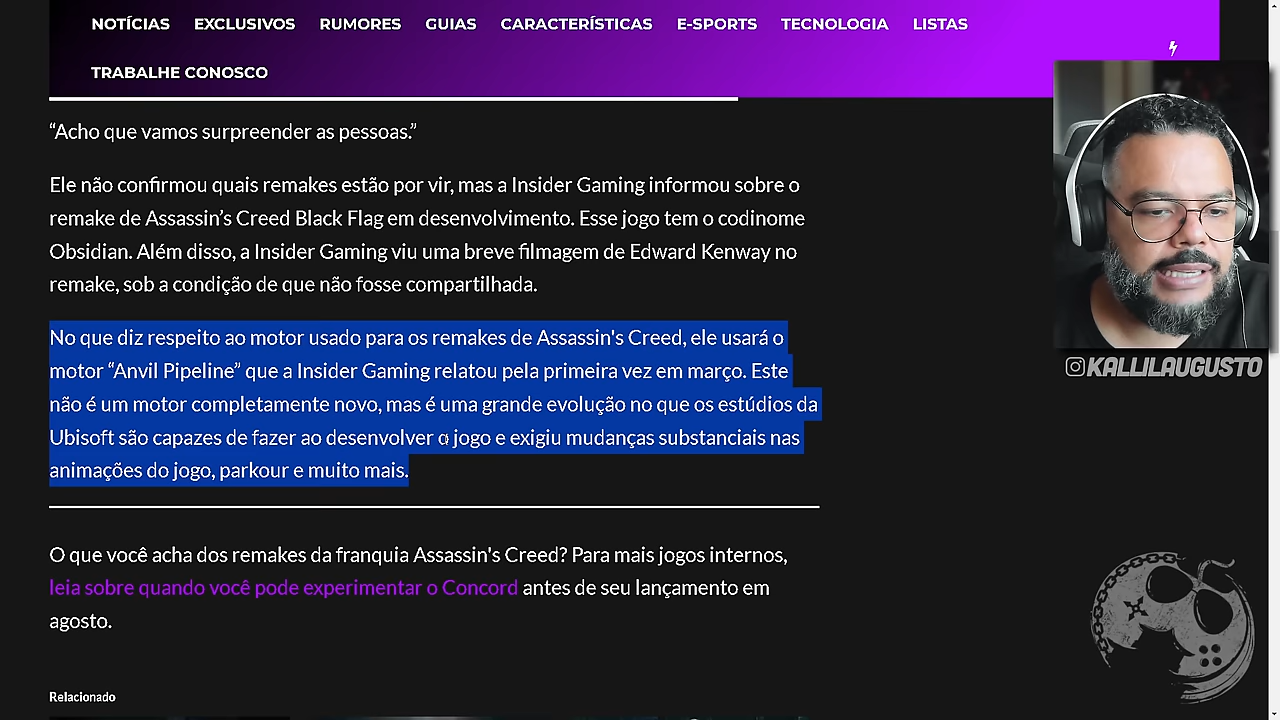 NOTÍCIAS EXCLUSIVOS RUMORES GUIAS CARACTERÍSTICAS E-SPORTS TECNOLOGIA LISTAS
TRABALHE CONOSCO
“Acho que vamos surpreender as pessoas.”
Ele não confirmou quais remakes estão por vir, mas a Insider Gaming informou sobre o
remake de Assassin’s Creed Black Flag em desenvolvimento. Esse jogo tem o codinome
Obsidian. Além disso, a Insider Gaming viu uma breve filmagem de Edward Kenway no
remake, sob a condição de que não fosse compartilhada.
No que diz respeito ao motor usado para os remakes de Assassin's Creed, ele usará o
motor “Anvil Pipeline” que a Insider Gaming relatou pela primeira vez em março. Este
não é um motor completamente novo, mas é uma grande evolução no que os estúdios da
Ubisoft são capazes de fazer ao desenvolver o jogo e exigiu mudanças substanciais nas
animações do jogo, parkour e muito mais.
O que você acha dos remakes da franquia Assassin's Creed? Para mais jogos internos,
leia sobre quando você pode experimentar o Concord antes de seu lançamento em
agosto.
Relacionado
KALLILAUGUSTO